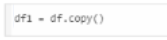 df1 = df.copy()